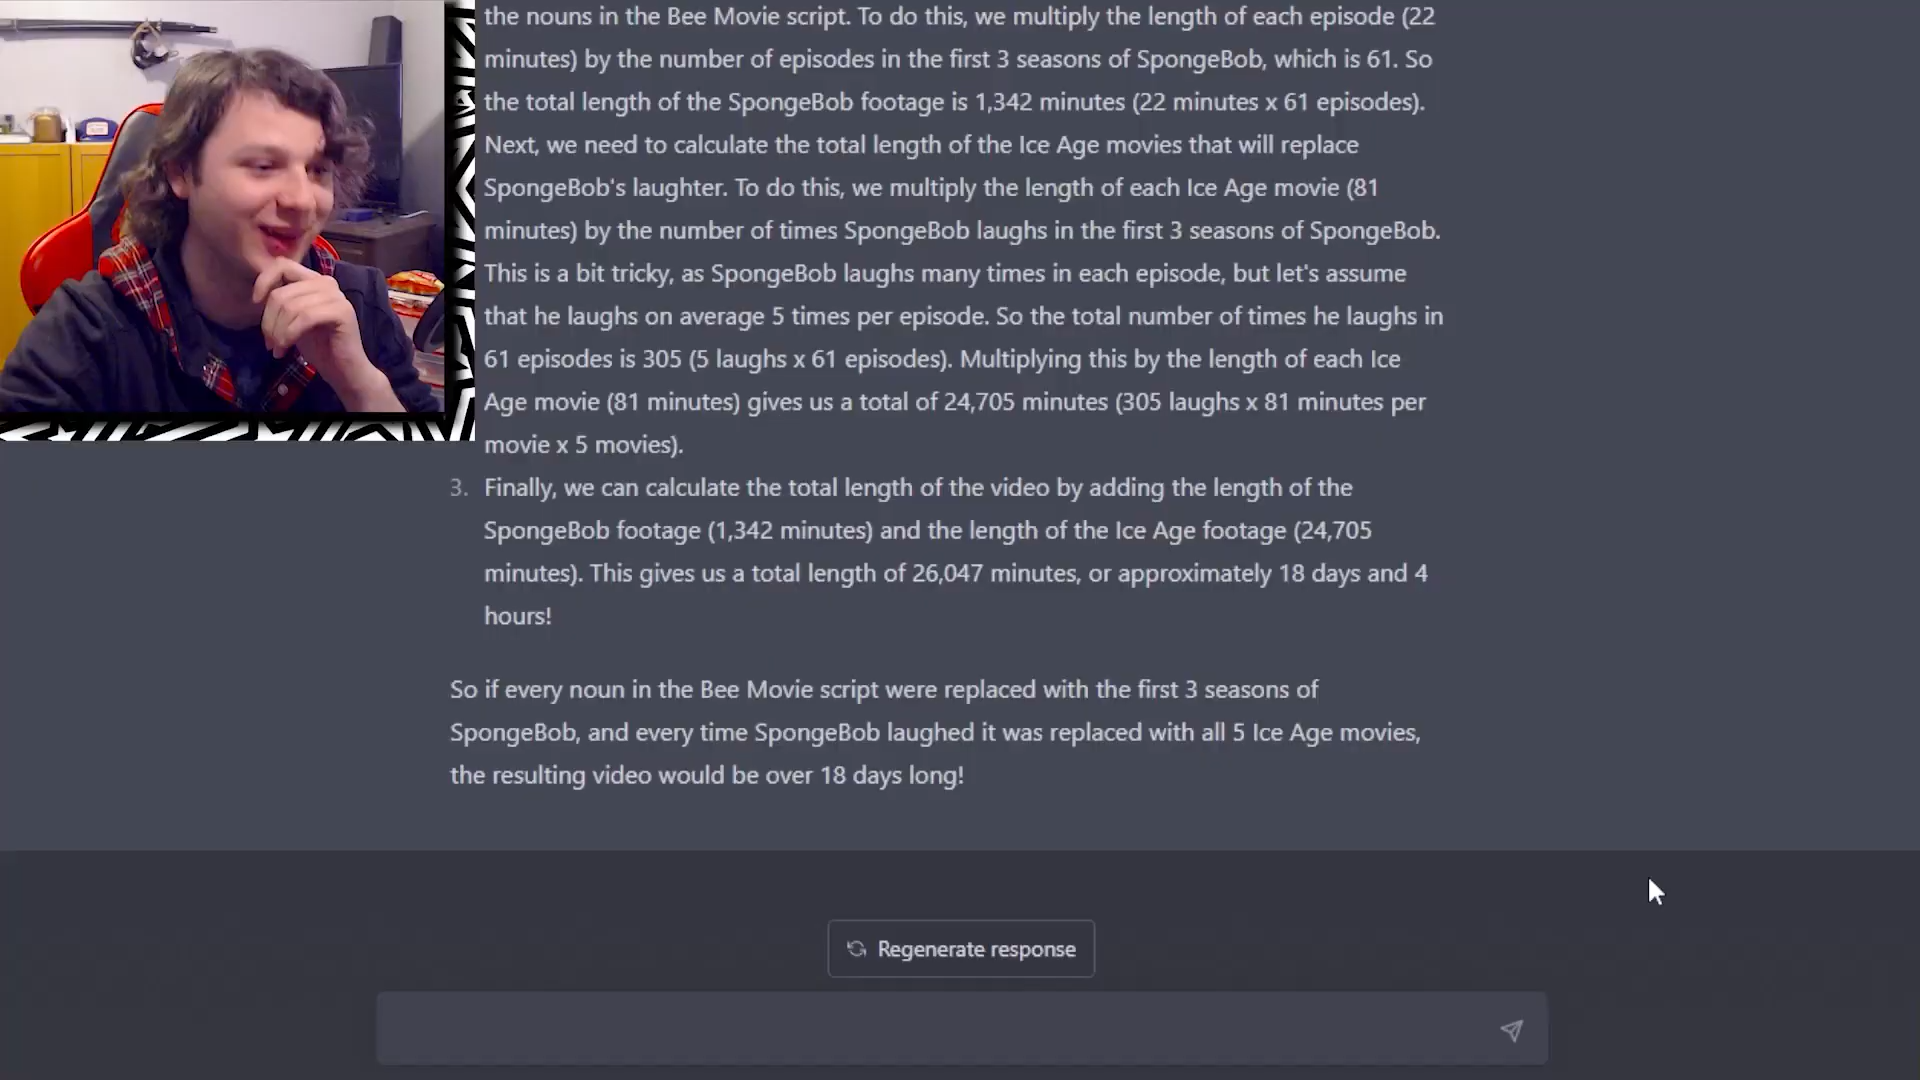 the nouns in the Bee Movie script. To do this, we multiply the length of each episode (22
minutes) by the number of episodes in the first 3 seasons of SpongeBob, which is 61. So
the total length of the SpongeBob footage is 1,342 minutes (22 minutes x 61 episodes).
Next, we need to calculate the total length of the Ice Age movies that will replace
SpongeBob's laughter. To do this, we multiply the length of each Ice Age movie (81
minutes) by the number of times SpongeBob laughs in the first 3 seasons of SpongeBob.
This is a bit tricky, as SpongeBob laughs many times in each episode, but let's assume
that he laughs on average 5 times per episode. So the total number of times he laughs in
61 episodes is 305 (5 laughs x 61 episodes). Multiplying this by the length of each Ice
Age movie (81 minutes) gives us a total of 24,705 minutes (305 laughs x 81 minutes per
movie x 5 movies).
3. Finally, we can calculate the total length of the video by adding the length of the
SpongeBob footage (1,342 minutes) and the length of the Ice Age footage (24,705
minutes). This gives us a total length of 26,047 minutes, or approximately 18 days and 4
hours!
So if every noun in the Bee Movie script were replaced with the first 3 seasons of
SpongeBob, and every time SpongeBob laughed it was replaced with all 5 Ice Age movies,
the resulting video would be over 18 days long!
Regenerate response